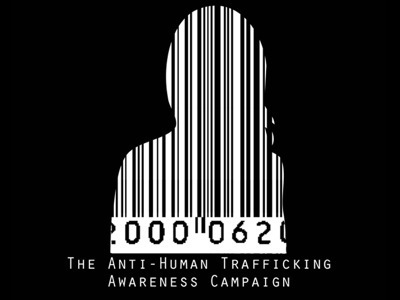 2000 0620
The Anti-Human Trafficking
Awareness Campaign